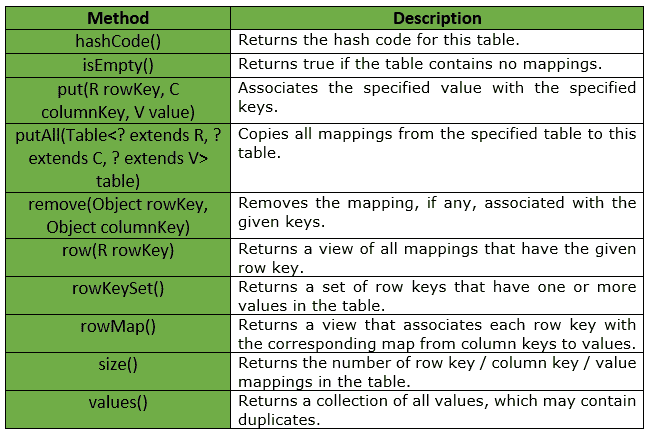 Method
Description
hashCode()
Returns the hash code for this table.
isEmpty()
Returns true if the table contains no mappings.
put(R rowKey, C
columnKey, V value)
Associates the specified value with the specified
keys.
putAll(Table<? extends R, ?
extends C, ? extends V>
table)
Copies all mappings from the specified table to this
table.
remove(Object rowKey,
Object columnKey)
Removes the mapping, if any, associated with the
given keys.
row(R rowKey)
Returns a view of all mappings that have the given
row key.
rowKeySet()
Returns a set of row keys that have one or more
values in the table.
rowMap()
Returns a view that associates each row key with
the corresponding map from column keys to values.
size()
Returns the number of row key / column key / value
mappings in the table.
values()
Returns a collection of all values, which may contain
duplicates.